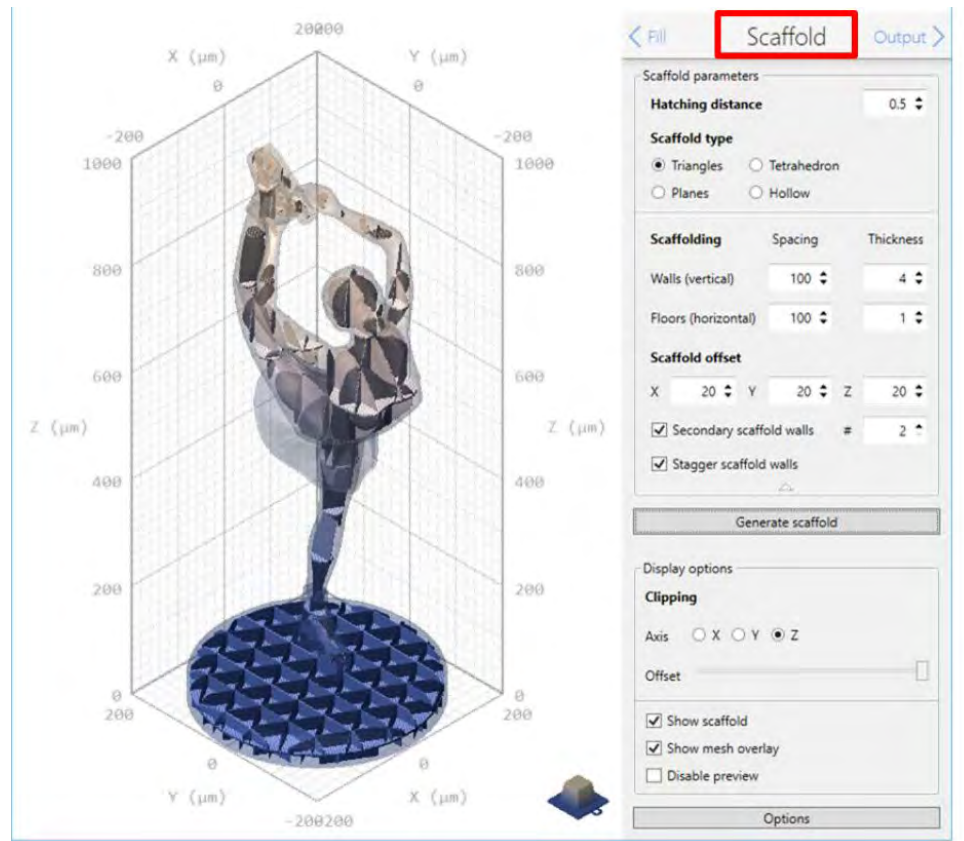 20000
X (µm)
Y (µm)
0
0
-200
-200
1000
1000
800
800
600
600
Z (µm)
Z (µm)
400
400
200
200
0
0
200
200
0
0
Y (µm)
X (µm)
-200200
Fill
Scaffold
Output
Scaffold parameters
Hatching distance 0.5
Scaffold type
Triangles Tetrahedron
Planes Hollow
Scaffolding Spacing Thickness
Walls (vertical) 100 4
Floors (horizontal) 100 1
Scaffold offset
X 20 Y 20 Z 20
Secondary scaffold walls # 2
Stagger scaffold walls
Generate scaffold
Display options
Clipping
Axis X Y Z
Offset
Show scaffold
Show mesh overlay
Disable preview
Options